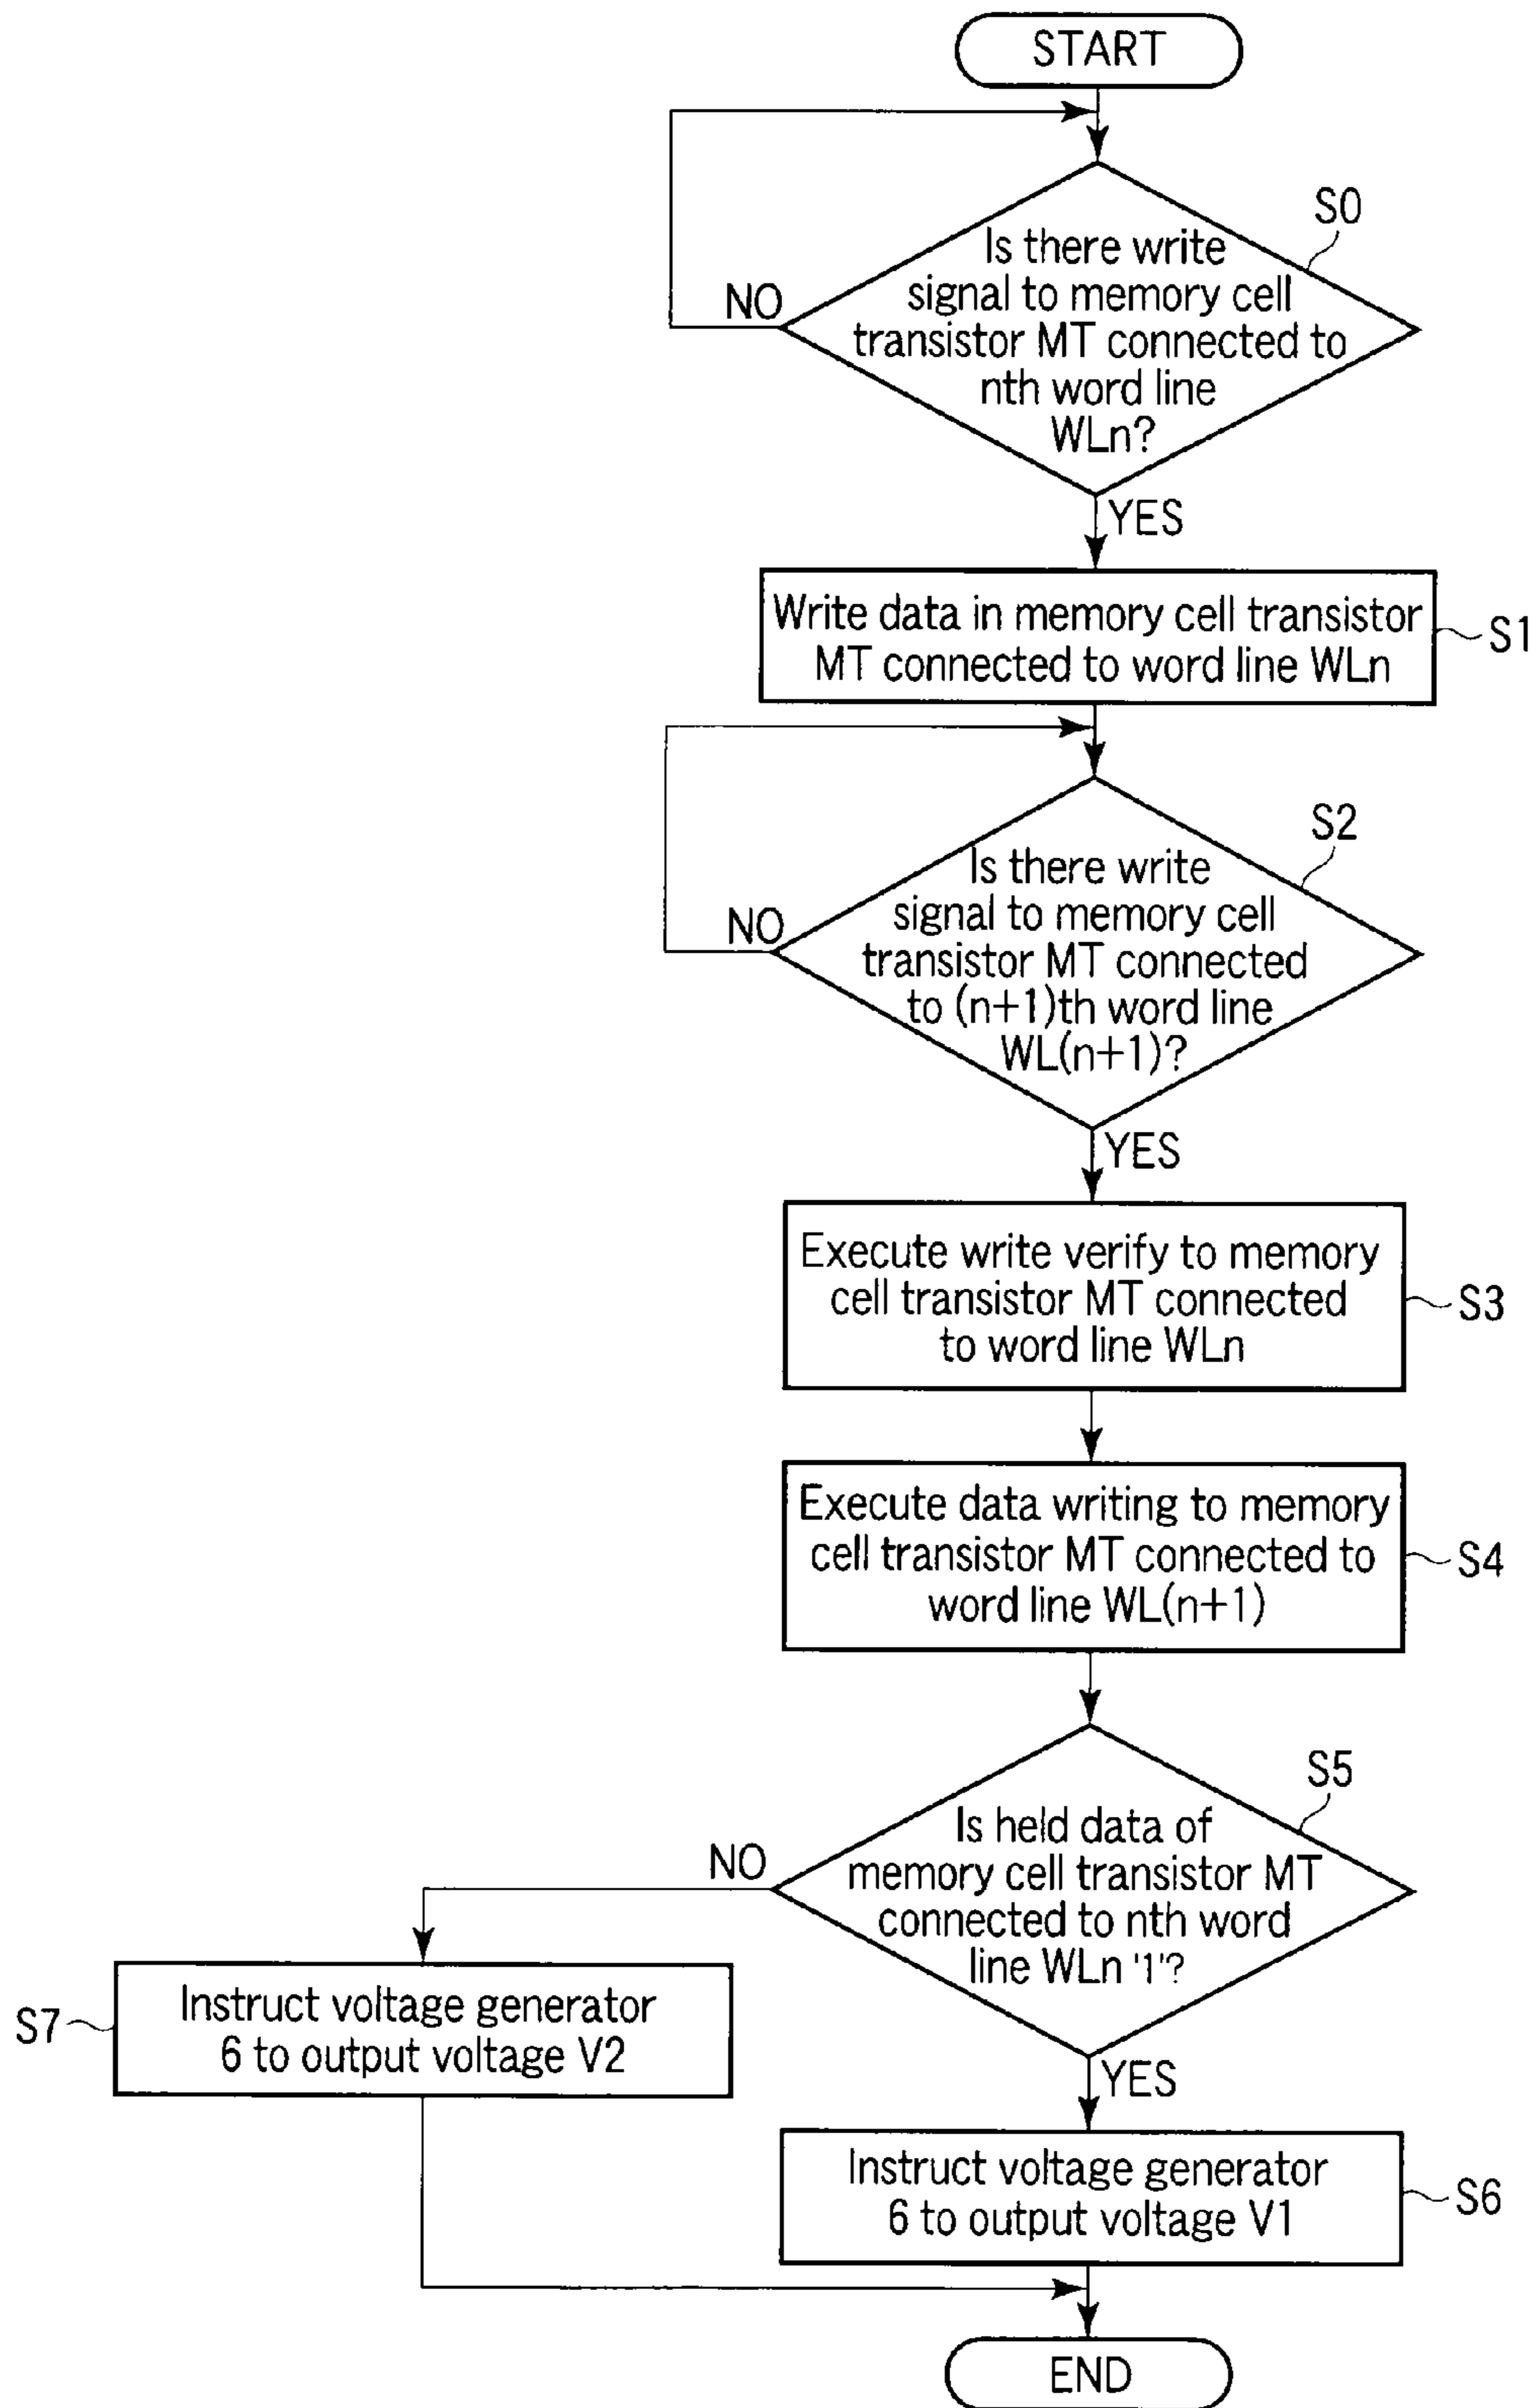 START
S0
Is there write
signal to memory cell
transistor MT connected to
nth word line
WLn?
NO
YES
Write data in memory cell transistor
MT connected to word line WLn
S1
S2
Is there write
signal to memory cell
transistor MT connected
to (n+1)th word line
WL(n+1)?
NO
YES
Execute write verify to memory
cell transistor MT connected
to word line WLn
S3
Execute data writing to memory
cell transistor MT connected to
word line WL(n+1)
S4
S5
Is held data of
memory cell transistor MT
connected to nth word
line WLn '1'?
NO
S7
Instruct voltage generator
6 to output voltage V2
YES
Instruct voltage generator
6 to output voltage V1
S6
END